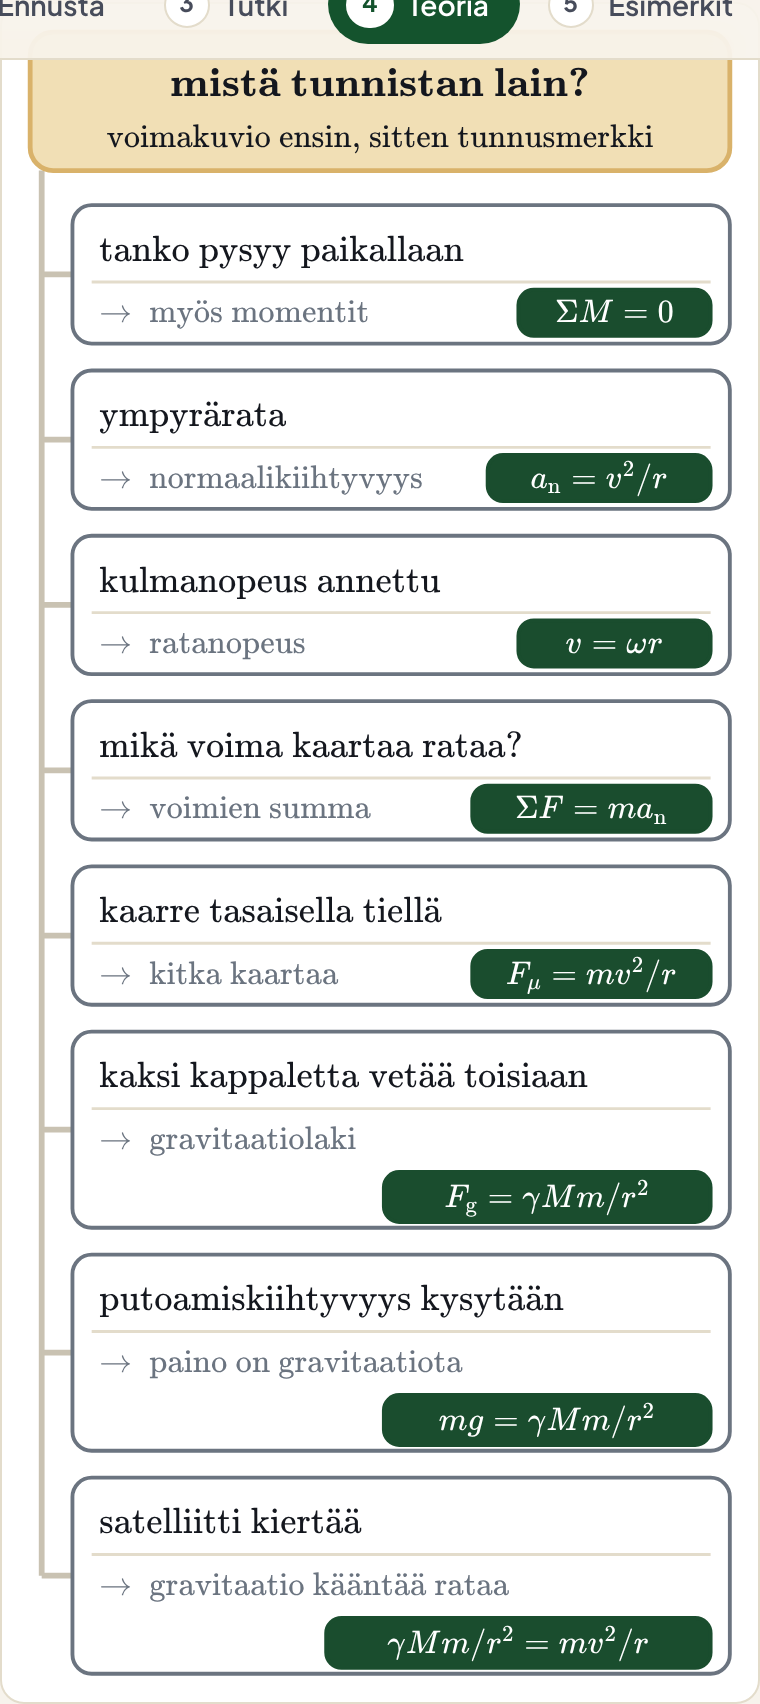 Ennusta 3 Tutki 4 Teoria 5 Esimerkit
mistä tunnistan lain?
voimakuvio ensin, sitten tunnusmerkki
tanko pysyy paikallaan
→ myös momentit ΣM = 0
ympyrärata
→ normaalikiihtyvyys aₙ = v²/r
kulmanopeus annettu
→ ratanopeus v = ωr
mikä voima kaartaa rataa?
→ voimien summa ΣF = maₙ
kaarre tasaisella tiellä
→ kitka kaartaa F_μ = mv²/r
kaksi kappaletta vetää toisiaan
→ gravitaatiolaki
F_g = γMm/r²
putoamiskiihtyvyys kysytään
→ paino on gravitaatiota
mg = γMm/r²
satelliitti kiertää
→ gravitaatio kääntää rataa
γMm/r² = mv²/r